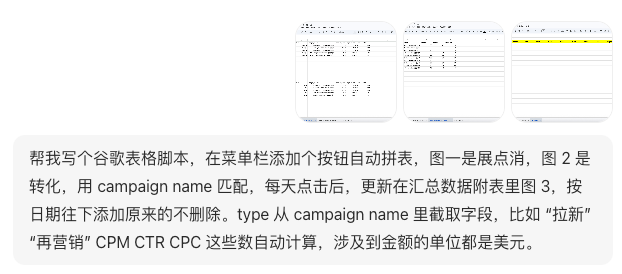 帮我写个谷歌表格脚本，在菜单栏添加个按钮自动拼表，图一是展点消，图 2 是
转化，用 campaign name 匹配，每天点击后，更新在汇总数据附表里图 3，按
日期往下添加原来的不删除。type 从 campaign name 里截取字段，比如 “拉新”
“再营销” CPM CTR CPC 这些数自动计算，涉及到金额的单位都是美元。